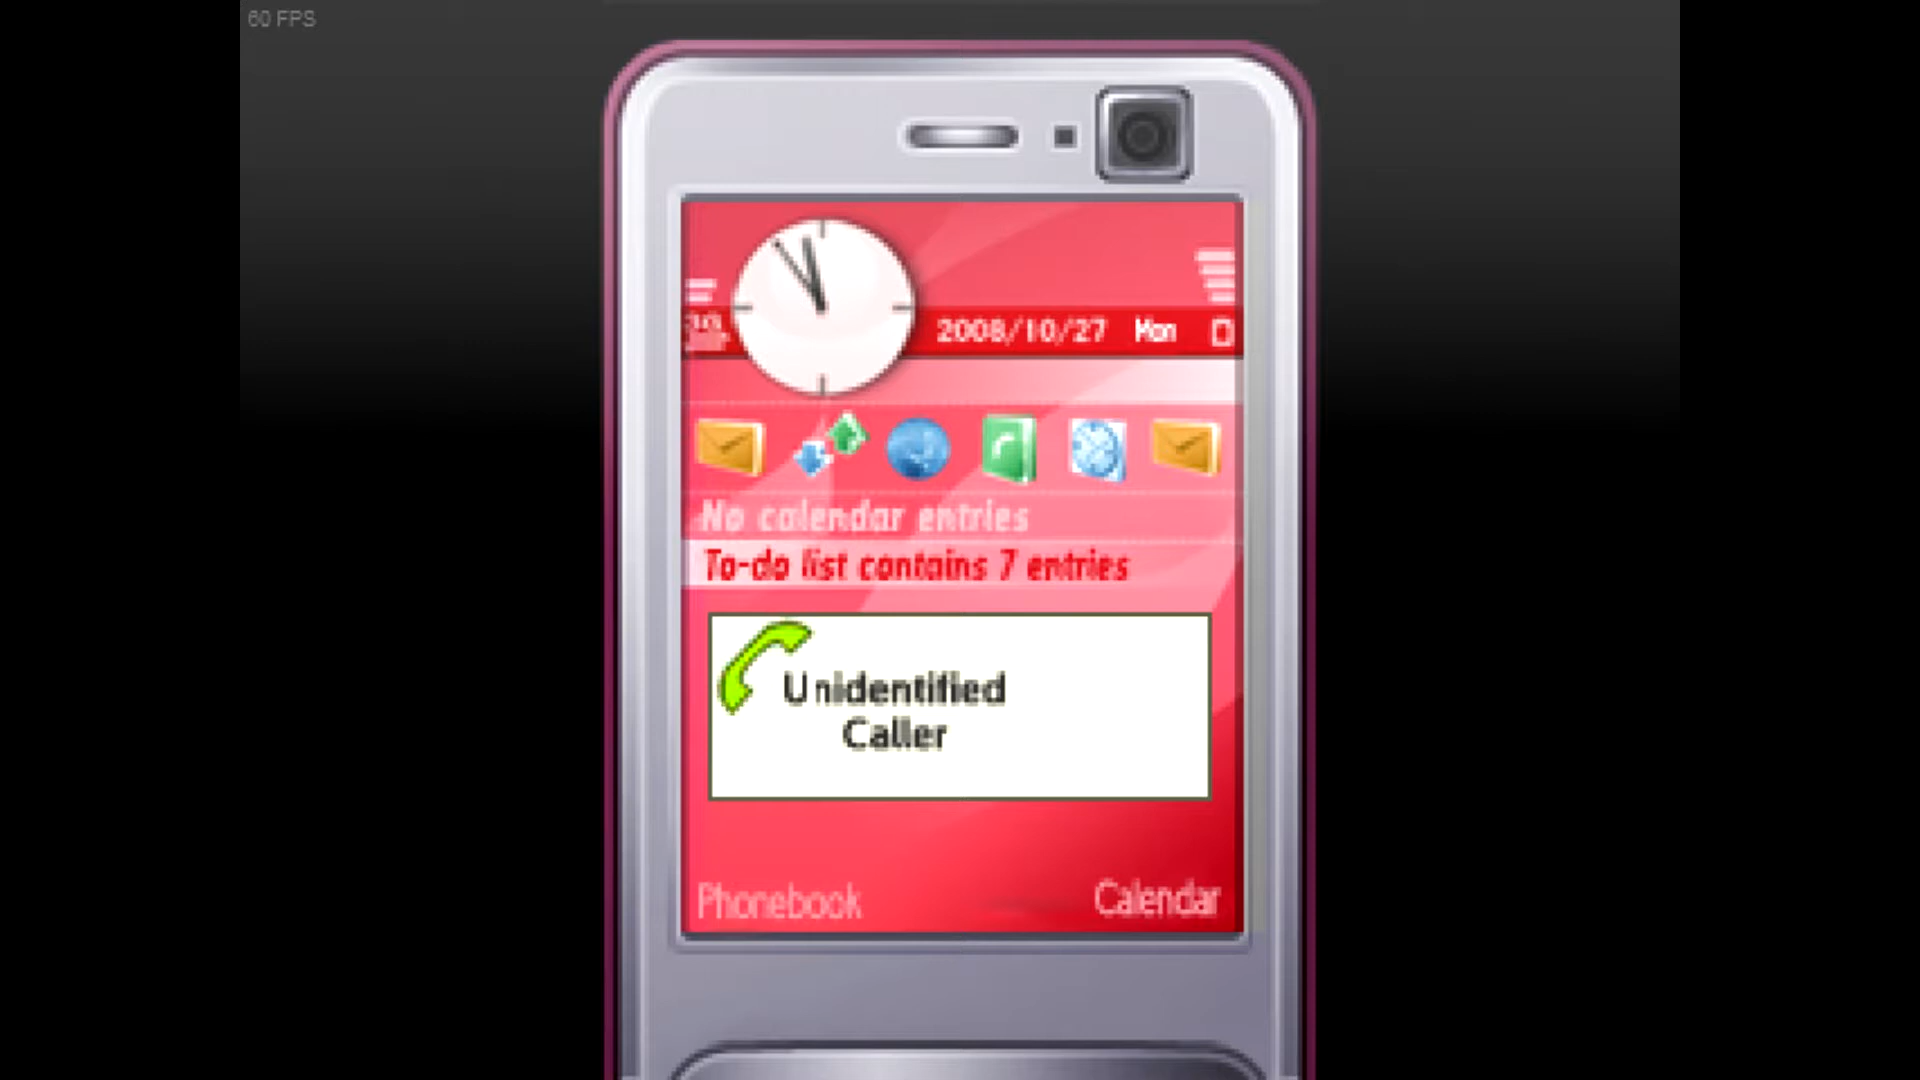 60 FPS
2008/10/27 Mon
No calendar entries
To-do list contains 7 entries
Unidentified
Caller
Phonebook
Calendar